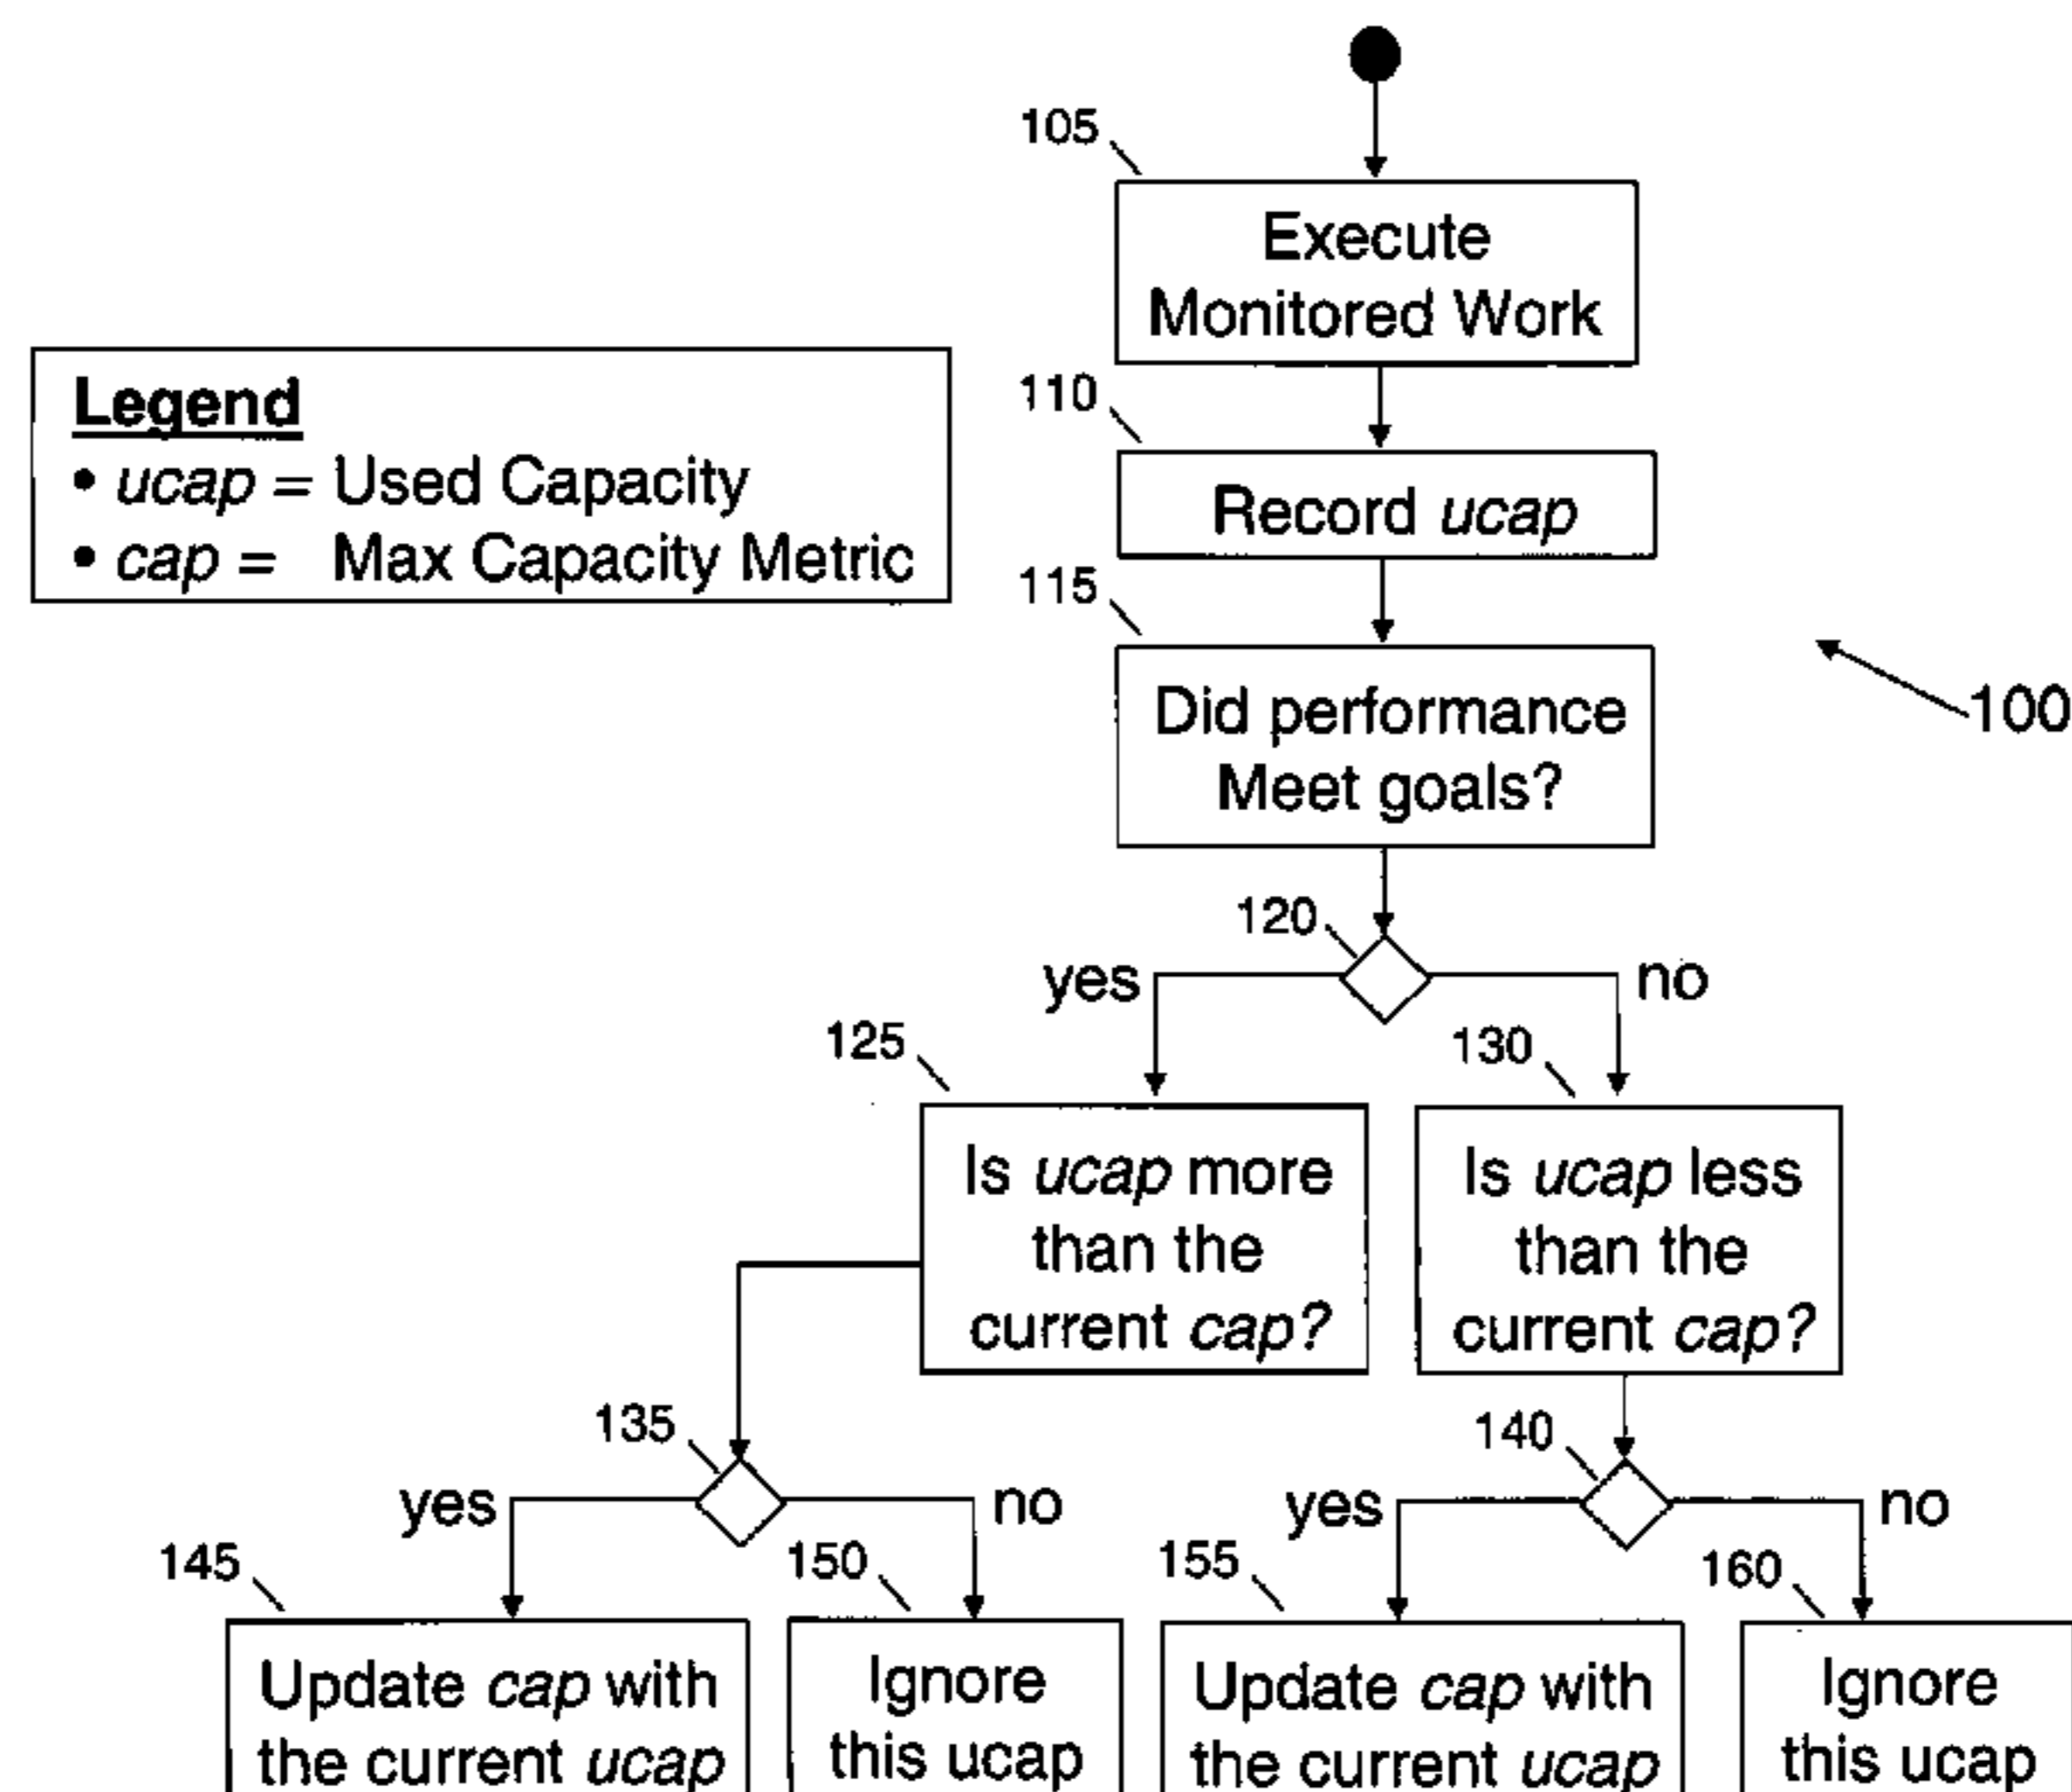 105
Execute
Monitored Work
Legend
• ucap = Used Capacity
• cap = Max Capacity Metric
110
Record ucap
115
Did performance
Meet goals?
100
120
yes
no
125
130
Is ucap more
than the
current cap?
Is ucap less
than the
current cap?
135
140
yes
no
yes
no
145
150
155
160
Update cap with
the current ucap
Ignore
this ucap
Update cap with
the current ucap
Ignore
this ucap